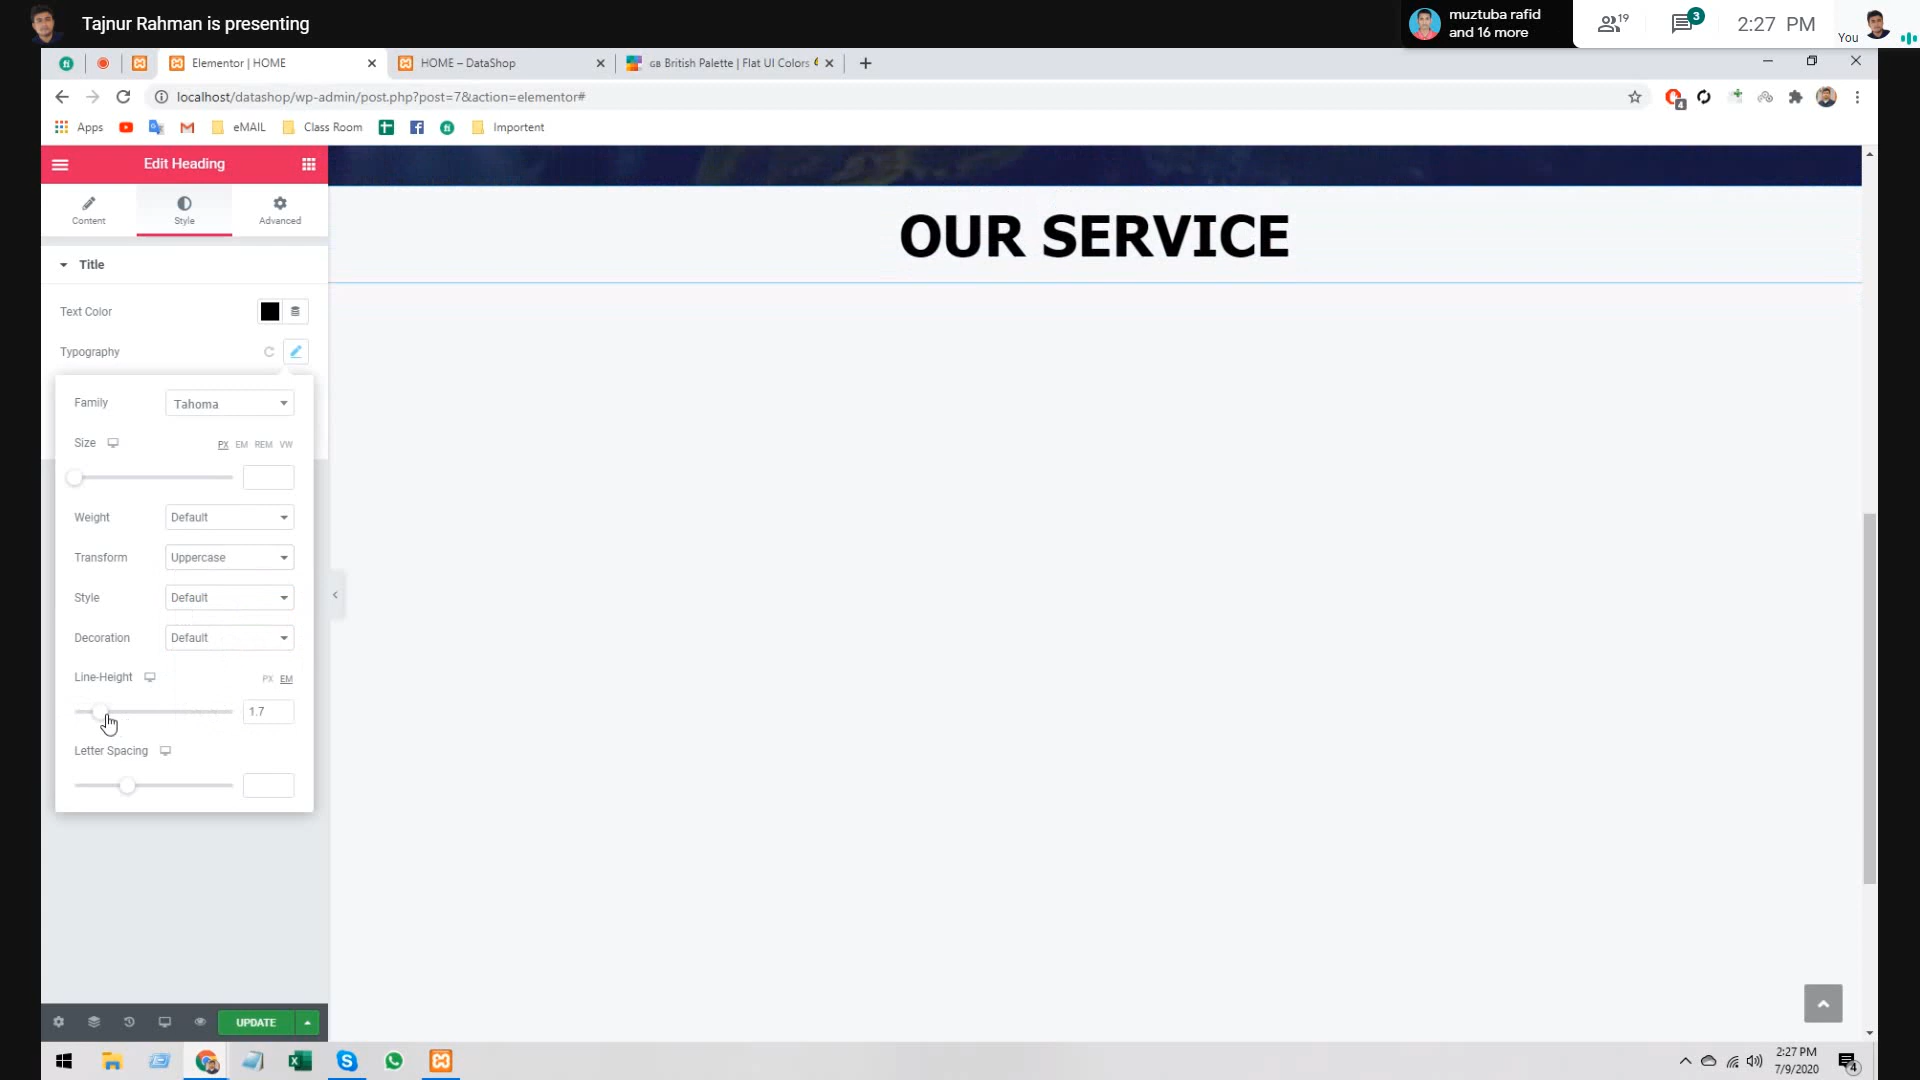 Tajnur Rahman is presenting
muztuba rafid
and 16 more
19
3
2:27 PM
You
Elementor | HOME
HOME – DataShop
GB British Palette | Flat UI Colors
localhost/datashop/wp-admin/post.php?post=7&action=elementor#
4
Apps
eMAIL
Class Room
Importent
Edit Heading
Content
Style
Advanced
OUR SERVICE
Title
Text Color
Typography
Family
Tahoma
Size
PX EM REM VW
Weight
Default
Transform
Uppercase
Style
Default
Decoration
Default
Line-Height
PX EM
1.7
Letter Spacing
UPDATE
2:27 PM
7/9/2020
4